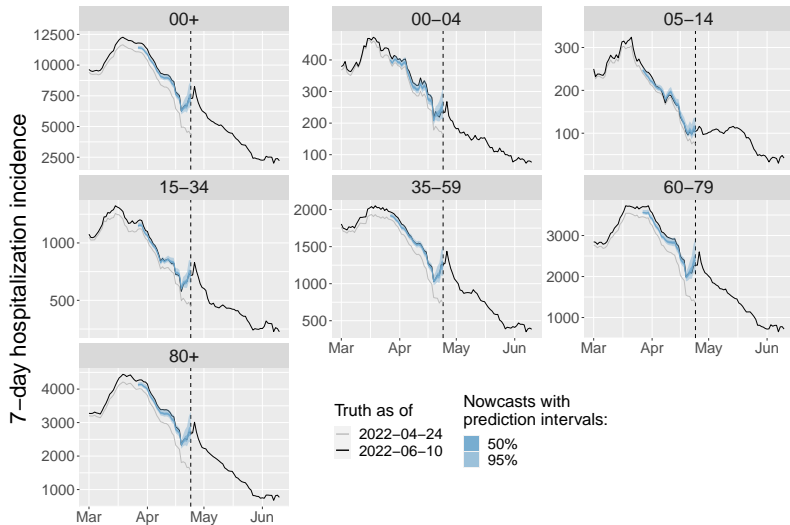 00+
00−04
05−14
12500
10000
7500
5000
2500
400
300
200
100
300
200
100
15−34
35−59
60−79
1000
500
2000
1500
1000
500
3000
2000
1000
Mar
Apr
May
Jun
Mar
Apr
May
Jun
80+
4000
3000
2000
1000
Mar
Apr
May
Jun
7−day hospitalization incidence
Truth as of
2022−04−24
2022−06−10
Nowcasts with
prediction intervals:
50%
95%